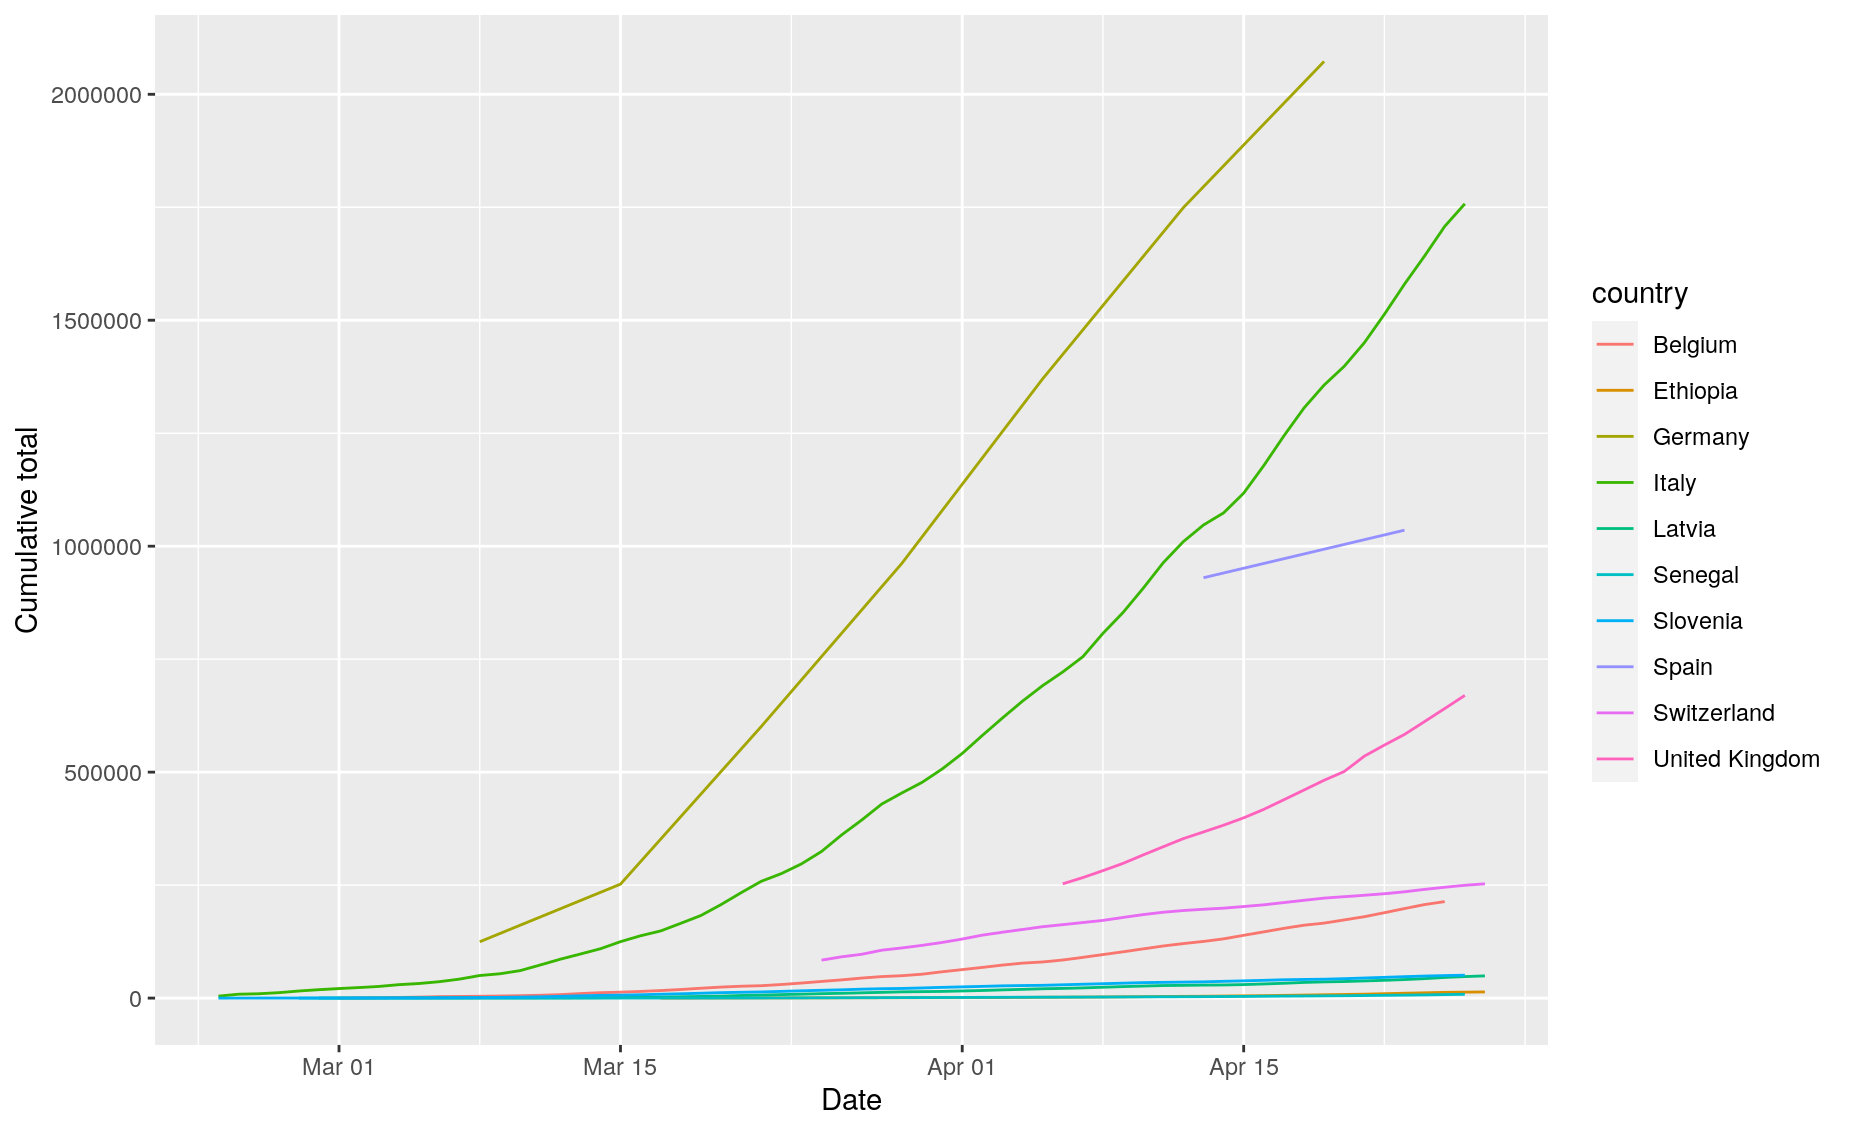 Cumulative total
2000000
1500000
1000000
500000
0
Mar 01
Mar 15
Apr 01
Apr 15
Date
country
Belgium
Ethiopia
Germany
Italy
Latvia
Senegal
Slovenia
Spain
Switzerland
United Kingdom